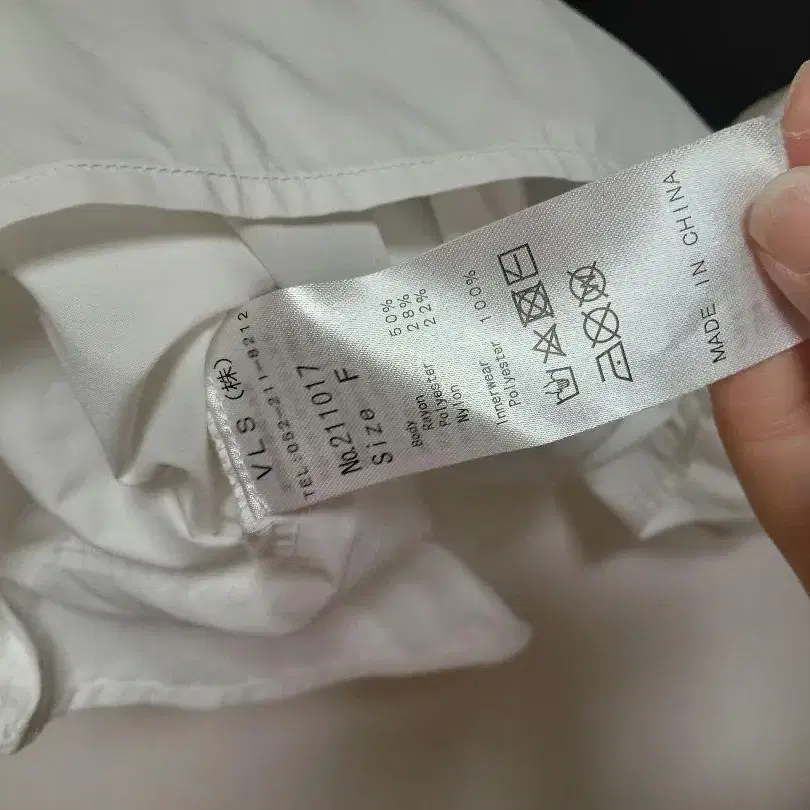 VLS (株)
TEL:052-211-8212
No.211017
Size F
Body
Rayon 50%
Polyester 28%
Nylon 22%
Innerwear
Polyester 100%
MADE IN CHINA